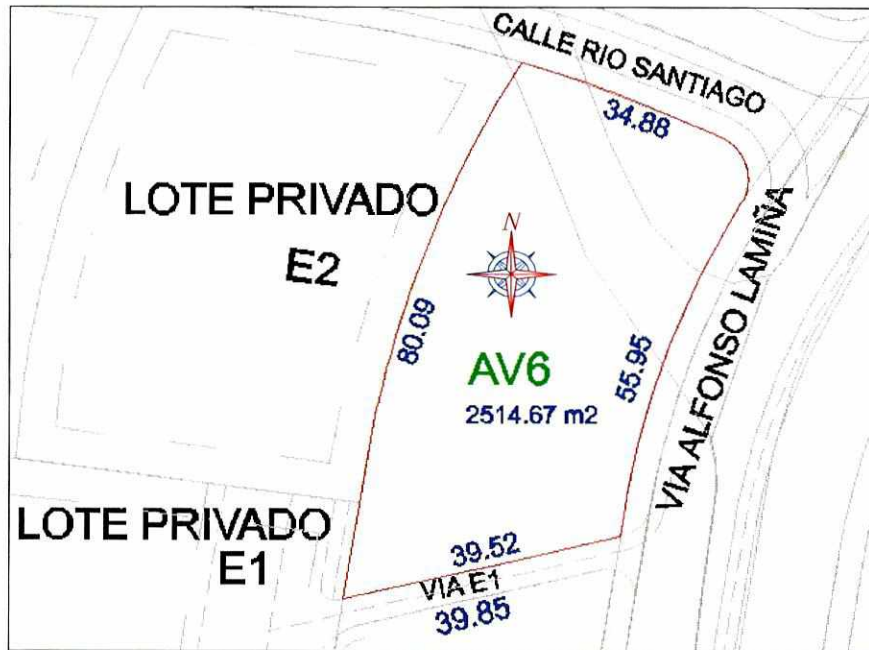 CALLE RIO SANTIAGO
34.88
LOTE PRIVADO
E2
N
80.09
AV6
2514.67 m2
55.95
VIA ALFONSO LAMIÑA
LOTE PRIVADO
E1
39.52
VIA E1
39.85